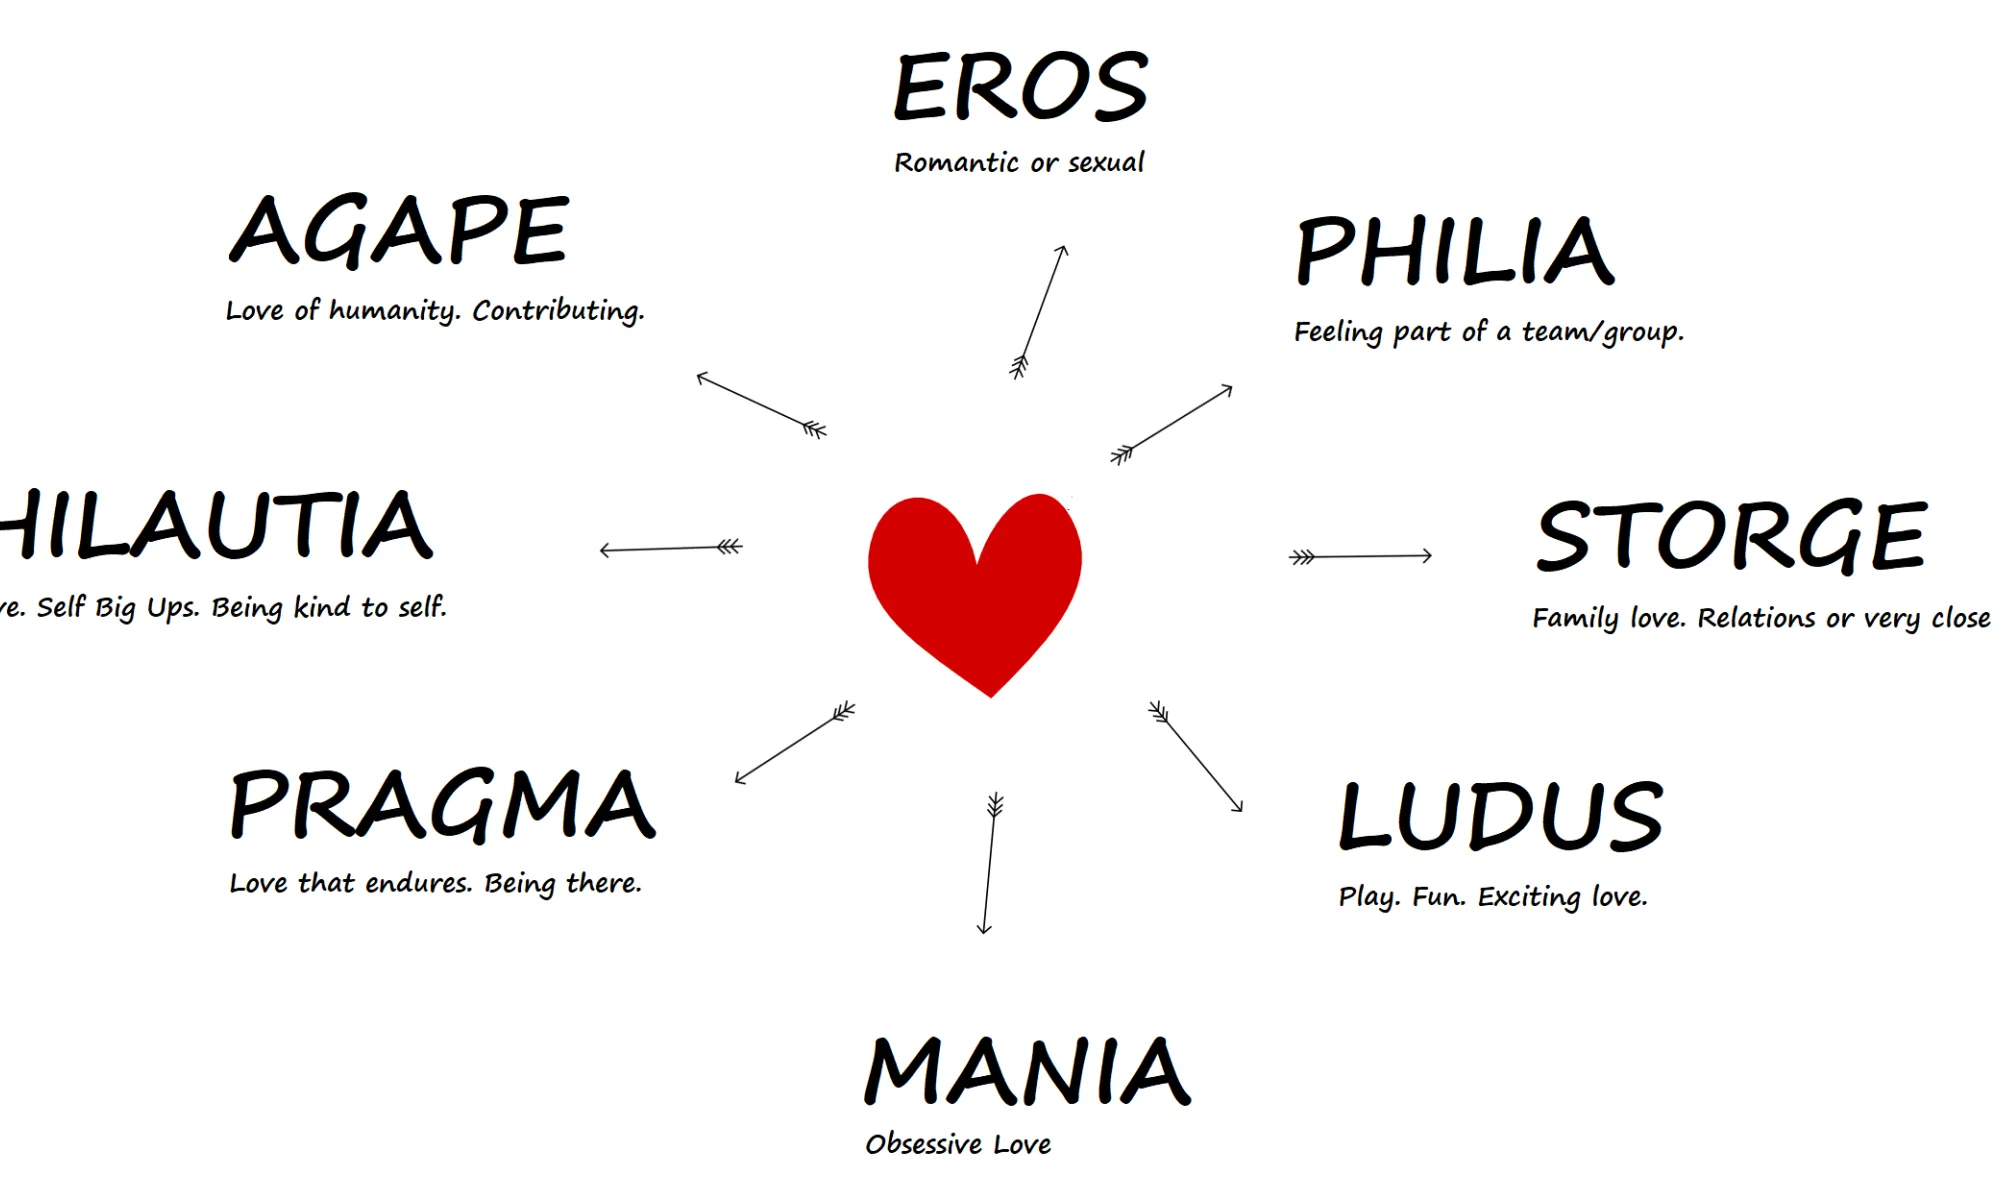 EROS
Romantic or sexual
AGAPE
Love of humanity. Contributing.
PHILIA
Feeling part of a team/group.
HILAUTIA
ve. Self Big Ups. Being kind to self.
STORGE
Family love. Relations or very close
PRAGMA
Love that endures. Being there.
LUDUS
Play. Fun. Exciting love.
MANIA
Obsessive Love